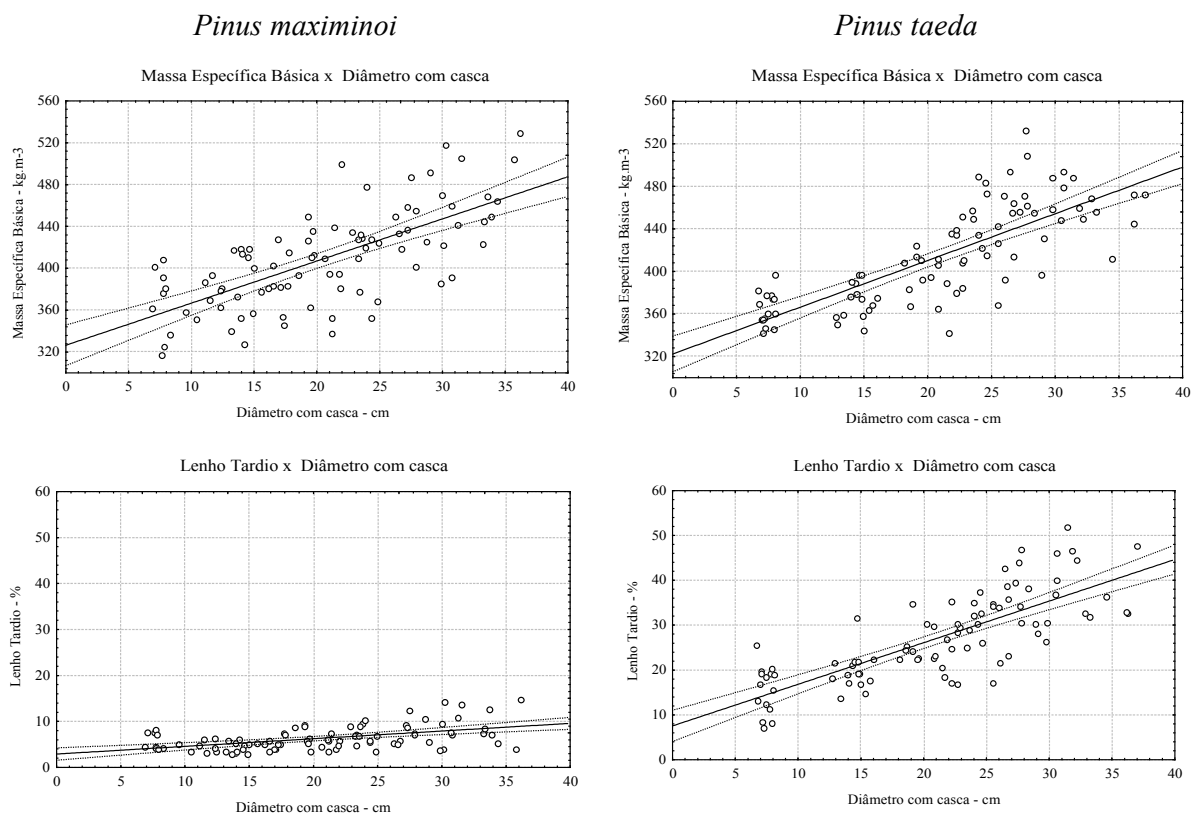 Pinus maximinoi
Pinus taeda
Massa Específica Básica x Diâmetro com casca
Massa Específica Básica - kg.m-3
560
520
480
440
400
360
320
0 5 10 15 20 25 30 35 40
Diâmetro com casca - cm
Massa Específica Básica x Diâmetro com casca
Massa Específica Básica - kg.m-3
560
520
480
440
400
360
320
0 5 10 15 20 25 30 35 40
Diâmetro com casca - cm
Lenho Tardio x Diâmetro com casca
Lenho Tardio - %
60
50
40
30
20
10
0
0 5 10 15 20 25 30 35 40
Diâmetro com casca - cm
Lenho Tardio x Diâmetro com casca
Lenho Tardio - %
60
50
40
30
20
10
0
0 5 10 15 20 25 30 35 40
Diâmetro com casca - cm